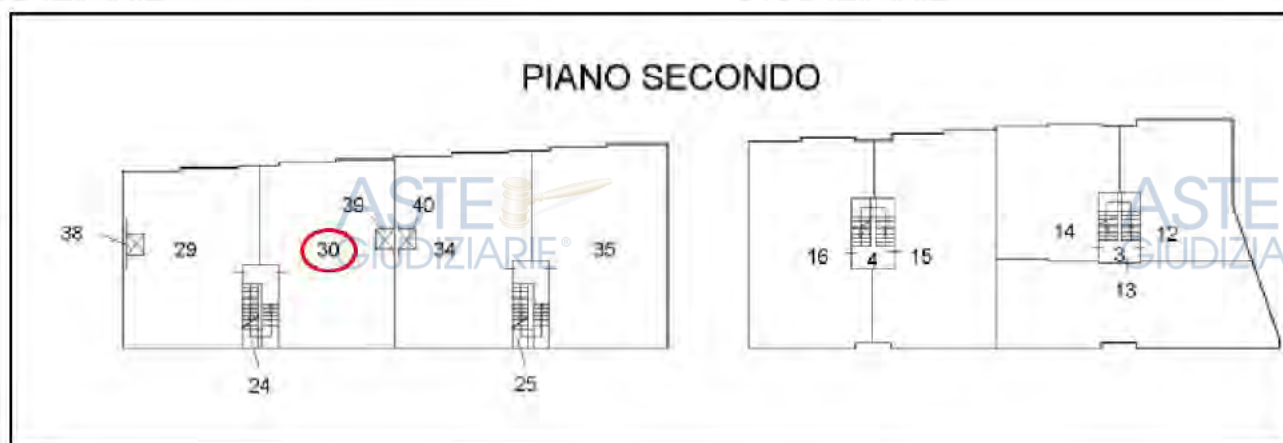 PIANO SECONDO
ASTE
GIUDIZIARIE®
ASTE
GIUDIZIA
39 40
38 29 30 34 35
16 4 15
14 3 12
13
24 25